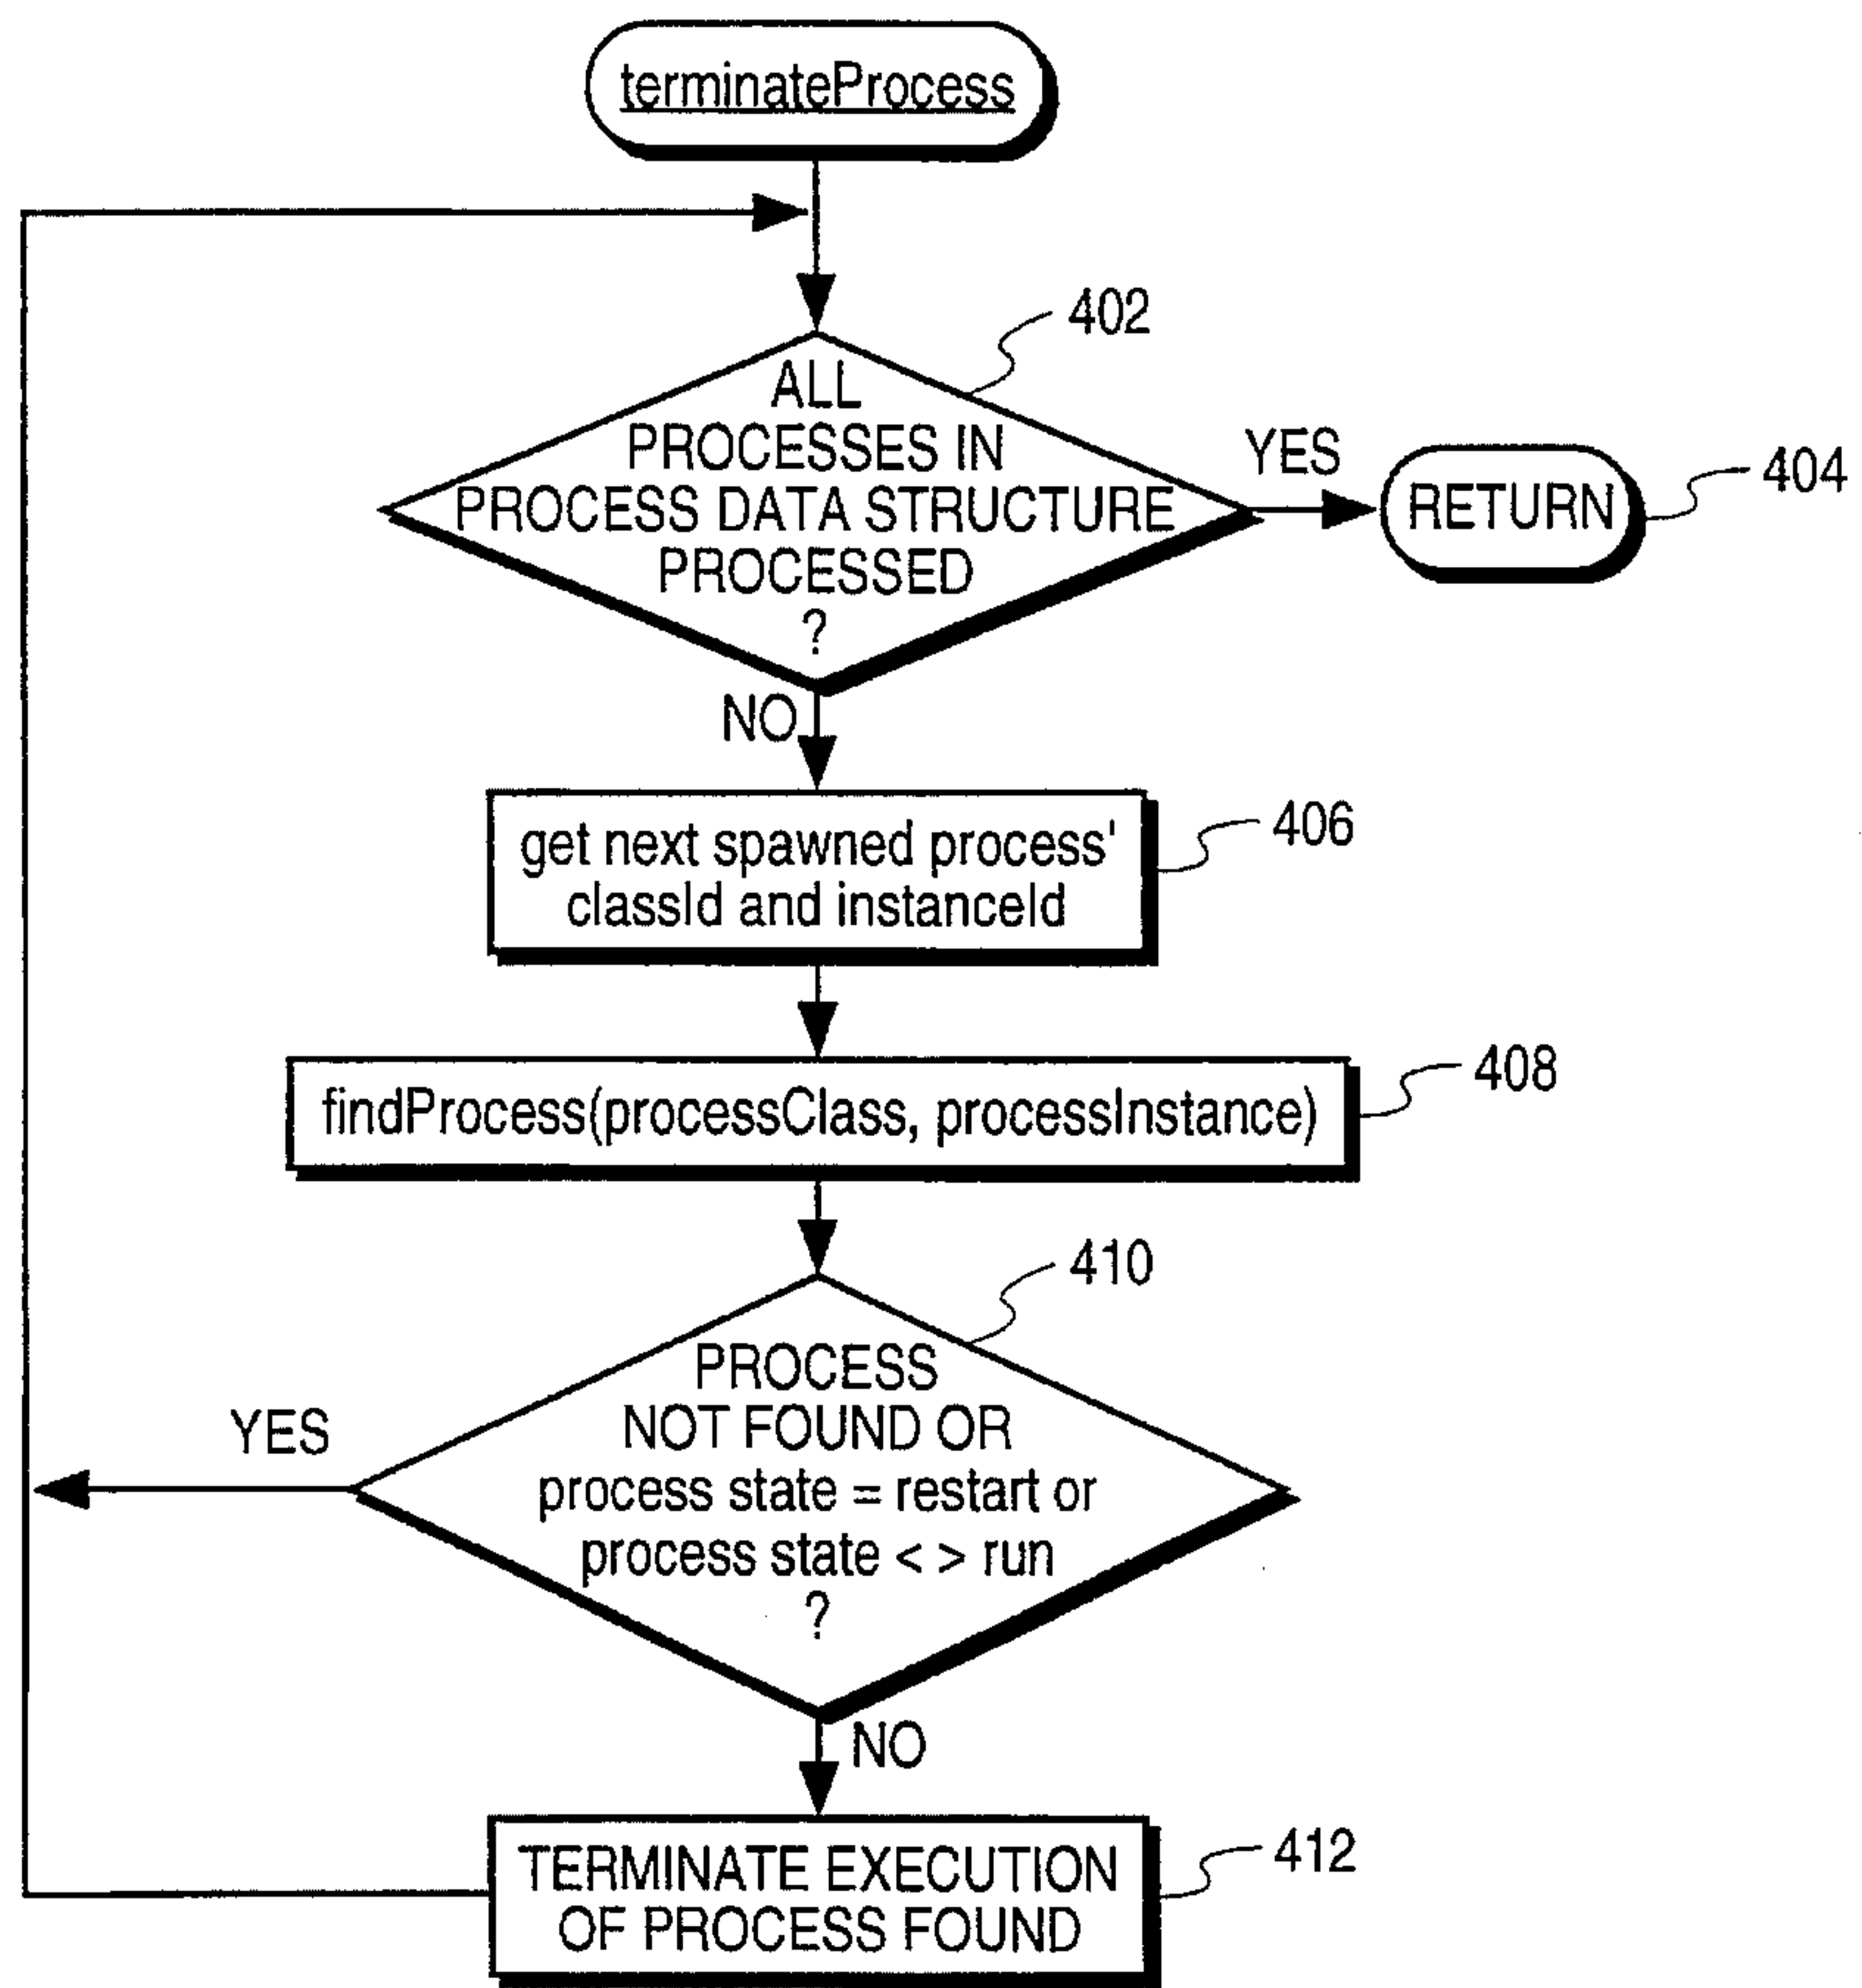 terminateProcess
402
ALL
PROCESSES IN
PROCESS DATA STRUCTURE
PROCESSED
?
YES
RETURN
404
NO
get next spawned process'
classId and instanceId
406
findProcess(processClass, processInstance)
408
410
PROCESS
NOT FOUND OR
process state = restart or
process state < > run
?
YES
NO
TERMINATE EXECUTION
OF PROCESS FOUND
412